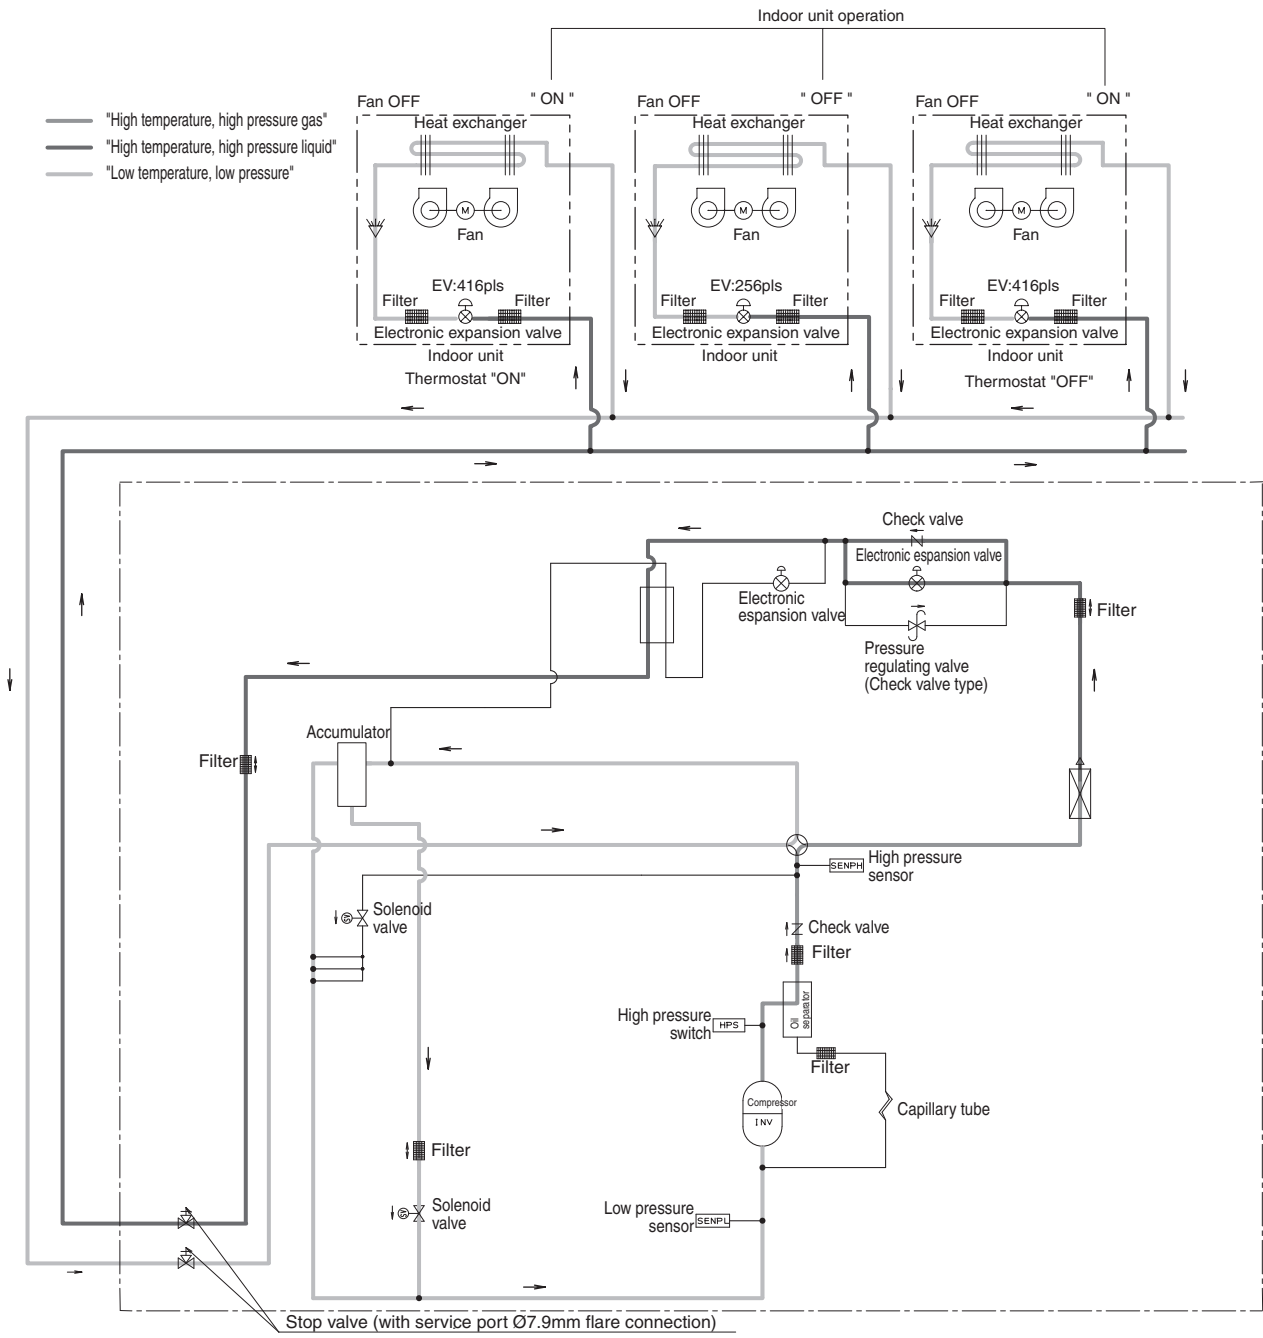 Indoor unit operation
Fan OFF
" ON "
Fan OFF
" OFF "
Fan OFF
" ON "
"High temperature, high pressure gas"
"High temperature, high pressure liquid"
"Low temperature, low pressure"
Heat exchanger
Heat exchanger
Heat exchanger
M
M
M
Fan
Fan
Fan
EV:416pls
EV:256pls
EV:416pls
Filter
Filter
Filter
Filter
Filter
Filter
Electronic expansion valve
Electronic expansion valve
Electronic expansion valve
Indoor unit
Indoor unit
Indoor unit
Thermostat "ON"
Thermostat "OFF"
Check valve
Electronic espansion valve
Electronic
espansion valve
Filter
Pressure
regulating valve
(Check valve type)
Accumulator
Filter
SENPH
High pressure
sensor
SV
Solenoid
valve
Check valve
Filter
Oil
separator
High pressure
switch
HPS
Filter
Compressor
INV
Capillary tube
Filter
SV
Solenoid
valve
Low pressure
sensor
SENPL
Stop valve (with service port Ø7.9mm flare connection)